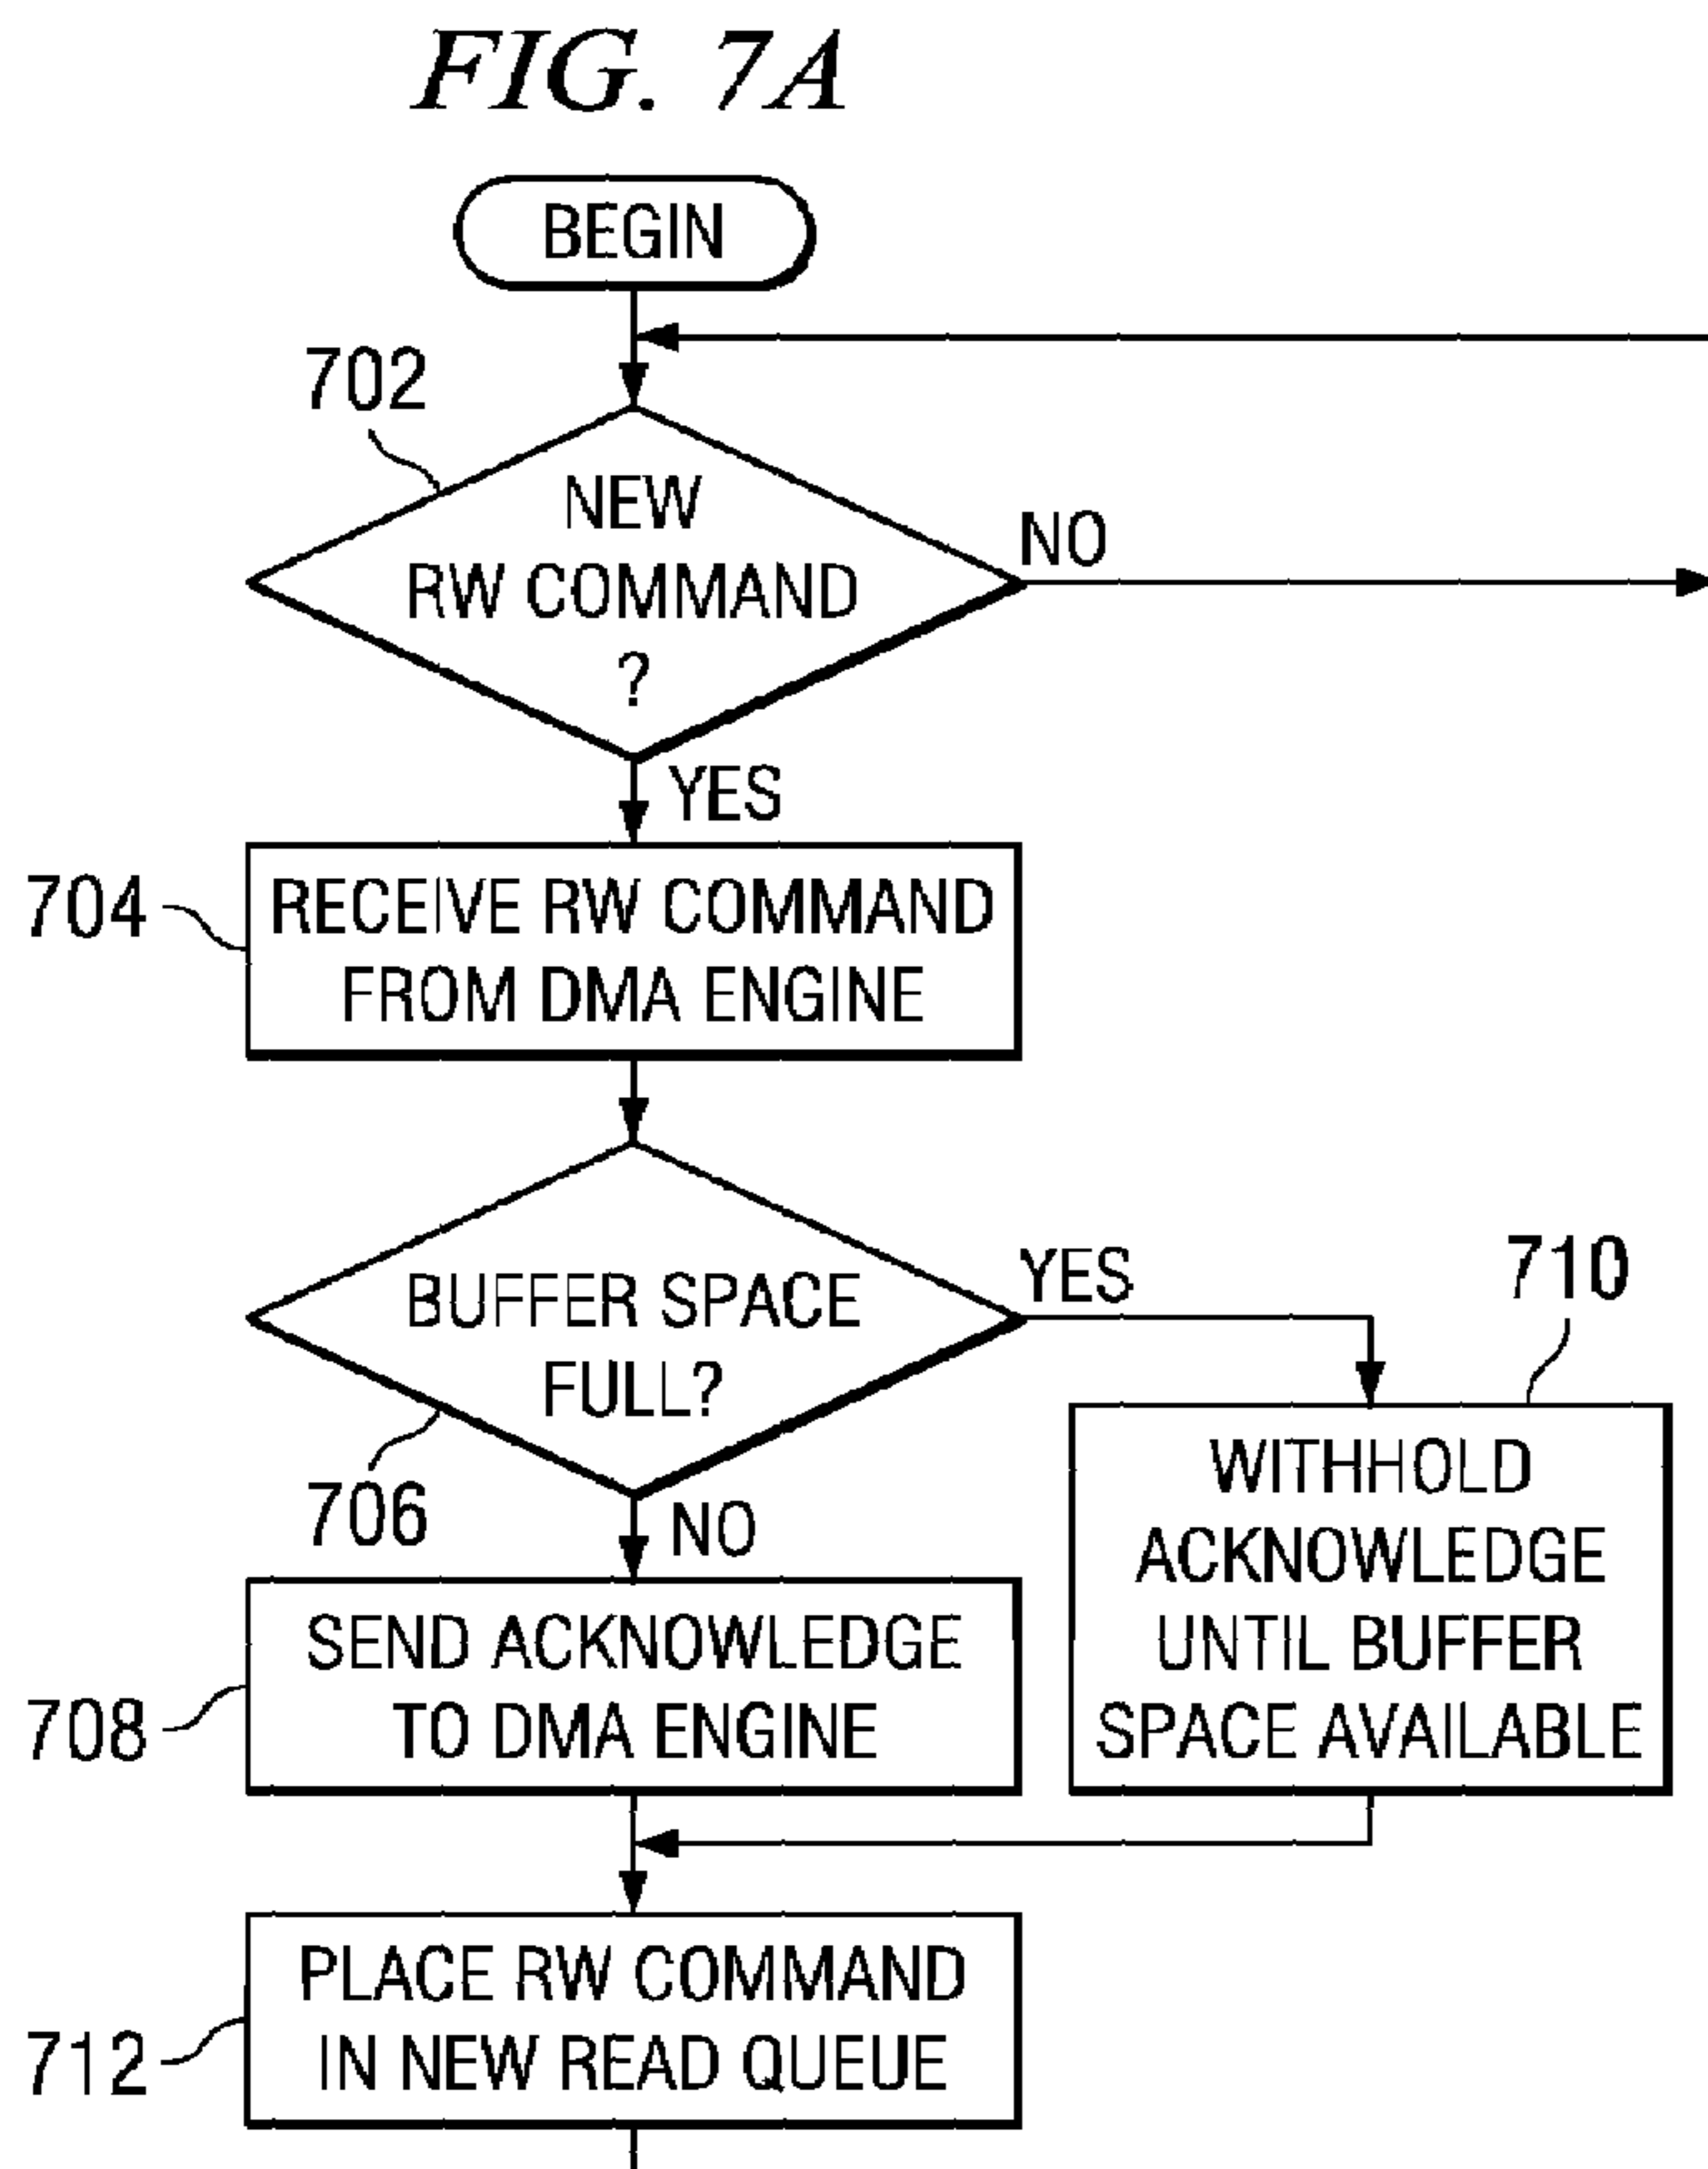 FIG. 7A
BEGIN
702
NEW
RW COMMAND
?
NO
YES
704
RECEIVE RW COMMAND
FROM DMA ENGINE
BUFFER SPACE
FULL?
YES
706
NO
710
WITHHOLD
ACKNOWLEDGE
UNTIL BUFFER
SPACE AVAILABLE
708
SEND ACKNOWLEDGE
TO DMA ENGINE
712
PLACE RW COMMAND
IN NEW READ QUEUE